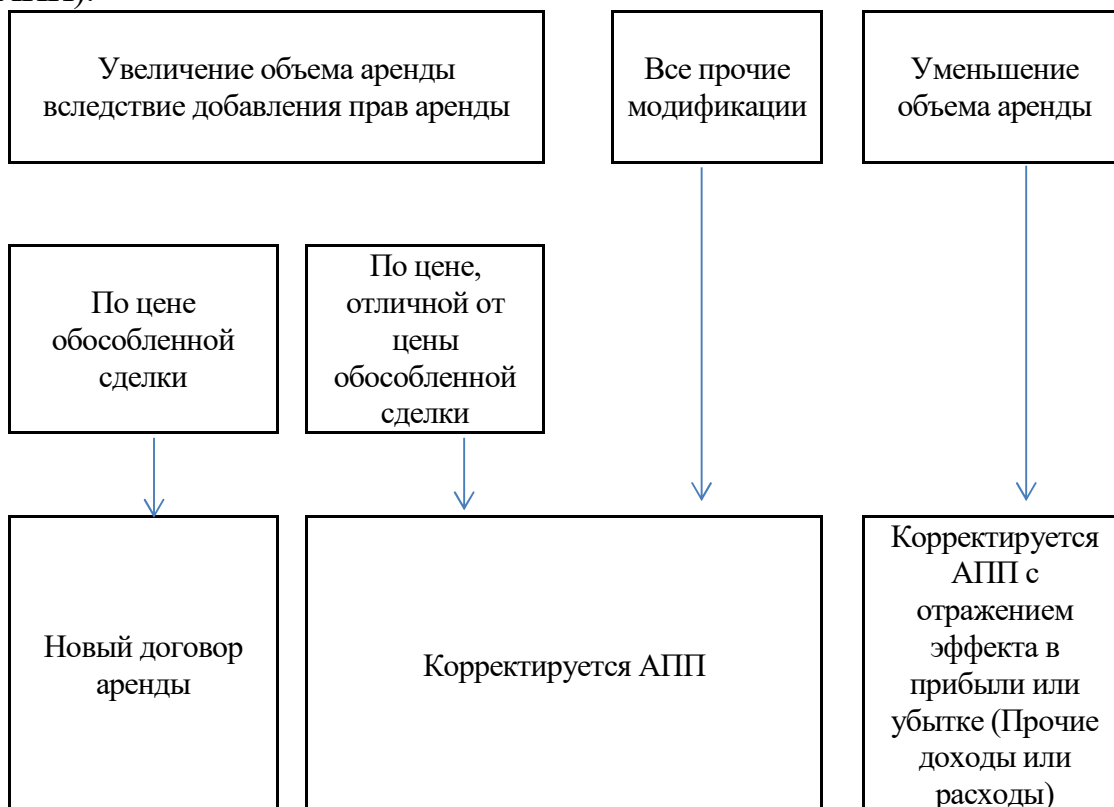 Увеличение объема аренды
вследствие добавления прав аренды
Все прочие
модификации
Уменьшение
объема аренды
По цене
обособленной
сделки
По цене,
отличной от
цены
обособленной
сделки
Новый договор
аренды
Корректируется АПП
Корректируется
АПП с
отражением
эффекта в
прибыли или
убытке (Прочие
доходы или
расходы)